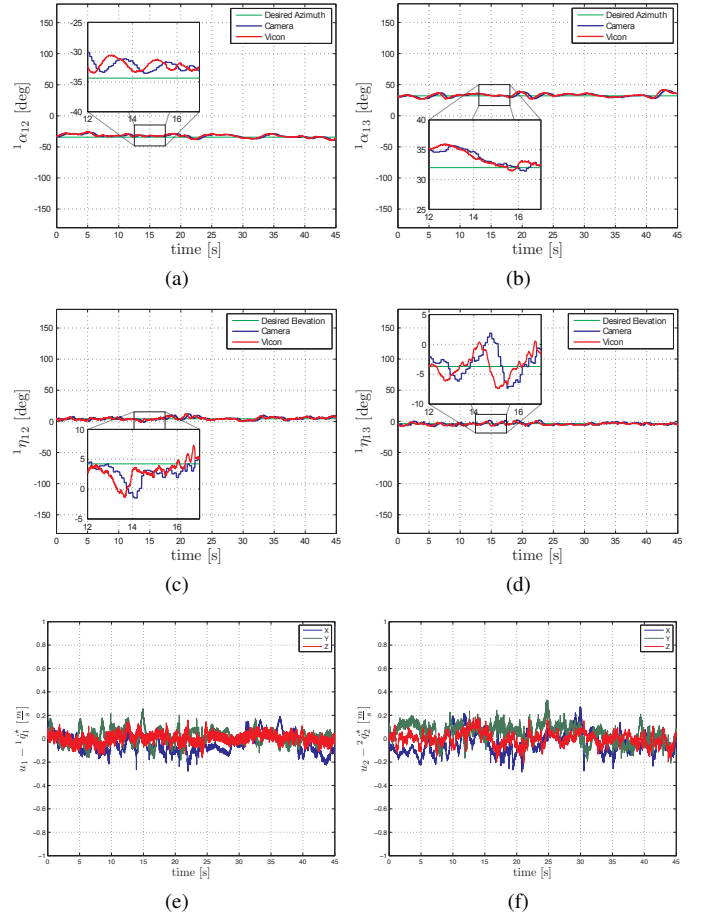 Desired Azimuth
Camera
Vicon
150
100
50
0
-50
-100
-150
¹α₁₂ [deg]
-25
-30
-35
-40
12
14
16
0 5 10 15 20 25 30 35 40 45
time [s]
(a)
Desired Azimuth
Camera
Vicon
150
100
50
0
-50
-100
-150
¹α₁₃ [deg]
45
40
35
30
25
12
14
16
0 5 10 15 20 25 30 35 40 45
time [s]
(b)
Desired Elevation
Camera
Vicon
150
100
50
0
-50
-100
-150
¹η₁₂ [deg]
10
5
0
-5
12
14
16
0 5 10 15 20 25 30 35 40 45
time [s]
(c)
Desired Elevation
Camera
Vicon
150
100
50
0
-50
-100
-150
¹η₁₃ [deg]
5
0
-5
-10
12
14
16
0 5 10 15 20 25 30 35 40 45
time [s]
(d)
X
Y
Z
1
0.8
0.6
0.4
0.2
0
-0.2
-0.4
-0.6
-0.8
-1
u₁ − ¹q̇₁* [m/s]
0 5 10 15 20 25 30 35 40 45
time [s]
(e)
X
Y
Z
1
0.8
0.6
0.4
0.2
0
-0.2
-0.4
-0.6
-0.8
-1
u₂ − ²q̇₂* [m/s]
0 5 10 15 20 25 30 35 40 45
time [s]
(f)